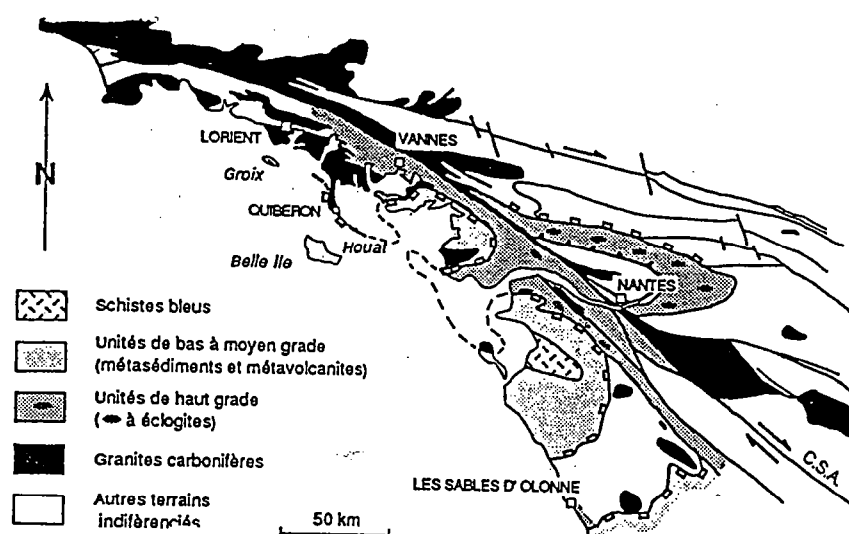 N
LORIENT
VANNES
Groix
QUIBERON
Belle Ile
Houat
NANTES
Schistes bleus
Unités de bas à moyen grade
(métasédiments et métavolcanites)
Unités de haut grade
( à éclogites)
Granites carbonifères
Autres terrains
indifèrenciés
50 km
LES SABLES D' OLONNE
C.S.A.